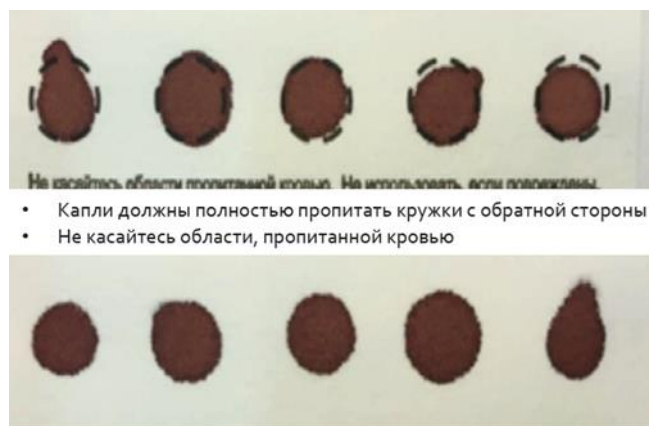 Не касайтесь области пропитанной кровью. Не использовать, если повреждены.
• Капли должны полностью пропитать кружки с обратной стороны
• Не касайтесь области, пропитанной кровью